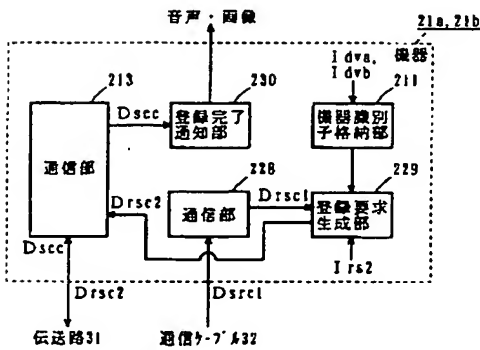 音声・画像
21a, 21b
機器
Idva,
Idvb
213
230
211
Dscc
登録完了
通知部
機器識別
子格納部
通信部
228
229
Drsc2
Drsc1
通信部
登録要求
生成部
Dscc
Dsrc1
Irs2
Drsc2
伝送路31
通信ケーブル32